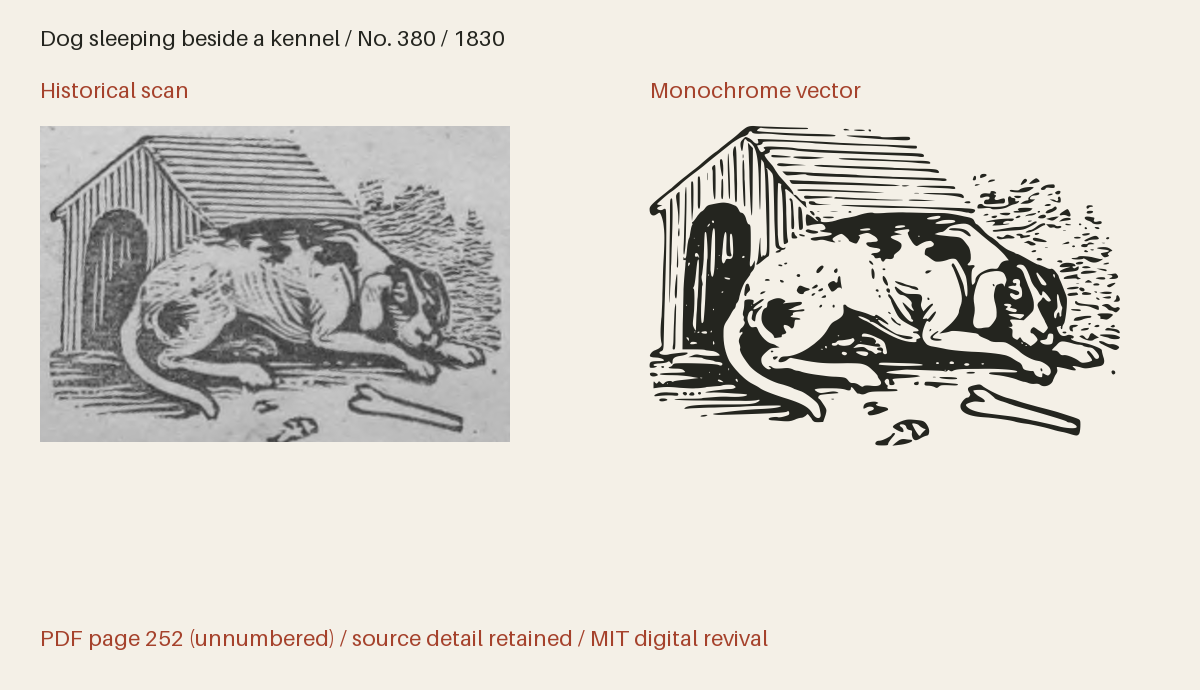 Dog sleeping beside a kennel / No. 380 / 1830
Historical scan
Monochrome vector
PDF page 252 (unnumbered) / source detail retained / MIT digital revival